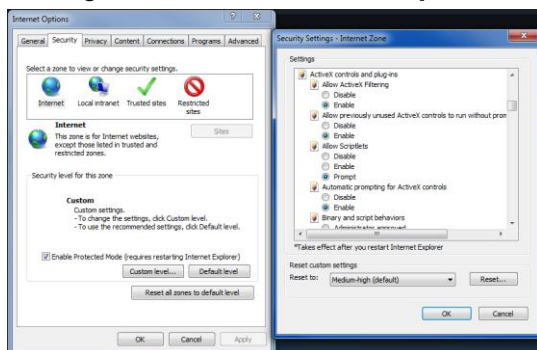 Internet Options
General Security Privacy Content Connections Programs Advanced
Select a zone to view or change security settings.
Internet Local intranet Trusted sites Restricted sites
Internet
This zone is for Internet websites,
except those listed in trusted and
restricted zones.
Sites
Security level for this zone
Custom
Custom settings.
- To change the settings, click Custom level.
- To use the recommended settings, click Default level.
Enable Protected Mode (requires restarting Internet Explorer)
Custom level... Default level
Reset all zones to default level
OK Cancel Apply
Security Settings - Internet Zone
Settings
ActiveX controls and plug-ins
Allow ActiveX Filtering
Disable
Enable
Allow previously unused ActiveX controls to run without prom
Disable
Enable
Allow Scriptlets
Disable
Enable
Prompt
Automatic prompting for ActiveX controls
Disable
Enable
Binary and script behaviors
Administrator approved
*Takes effect after you restart Internet Explorer
Reset custom settings
Reset to: Medium-high (default) Reset...
OK Cancel